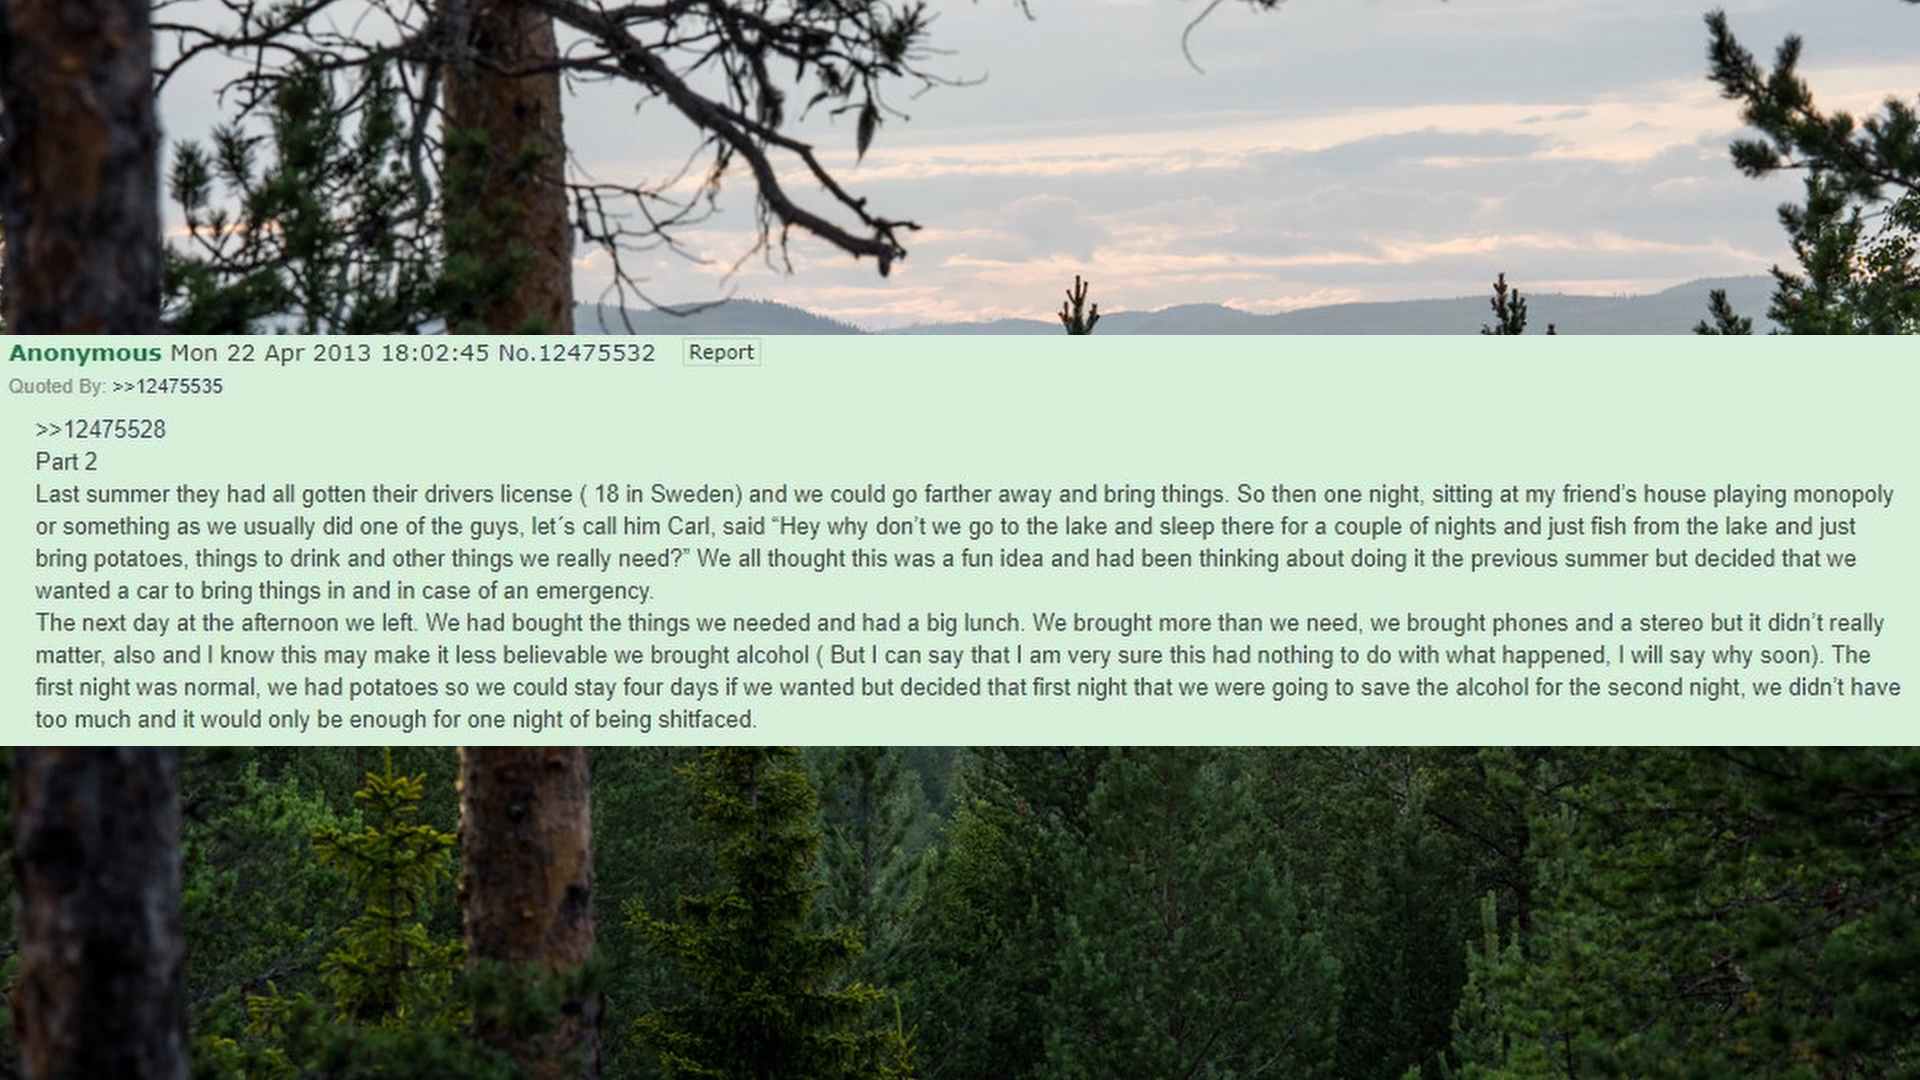 Anonymous Mon 22 Apr 2013 18:02:45 No.12475532 Report
Quoted By: >>12475535
>>12475528
Part 2
Last summer they had all gotten their drivers license ( 18 in Sweden) and we could go farther away and bring things. So then one night, sitting at my friend’s house playing monopoly
or something as we usually did one of the guys, let´s call him Carl, said “Hey why don’t we go to the lake and sleep there for a couple of nights and just fish from the lake and just
bring potatoes, things to drink and other things we really need?” We all thought this was a fun idea and had been thinking about doing it the previous summer but decided that we
wanted a car to bring things in and in case of an emergency.
The next day at the afternoon we left. We had bought the things we needed and had a big lunch. We brought more than we need, we brought phones and a stereo but it didn’t really
matter, also and I know this may make it less believable we brought alcohol ( But I can say that I am very sure this had nothing to do with what happened, I will say why soon). The
first night was normal, we had potatoes so we could stay four days if we wanted but decided that first night that we were going to save the alcohol for the second night, we didn’t have
too much and it would only be enough for one night of being shitfaced.